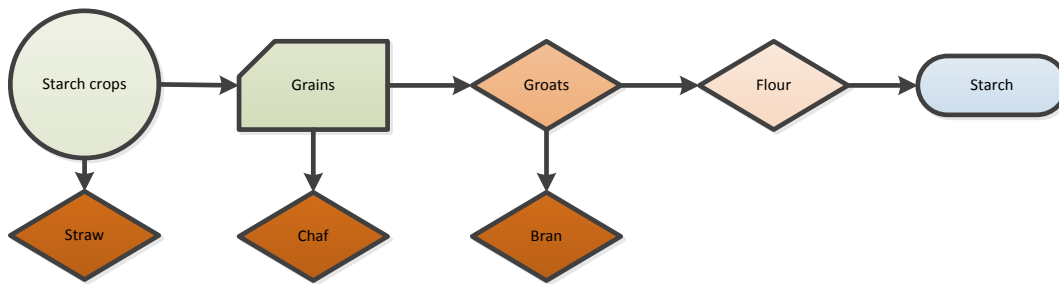 Starch crops
Grains
Groats
Flour
Starch
Straw
Chaf
Bran